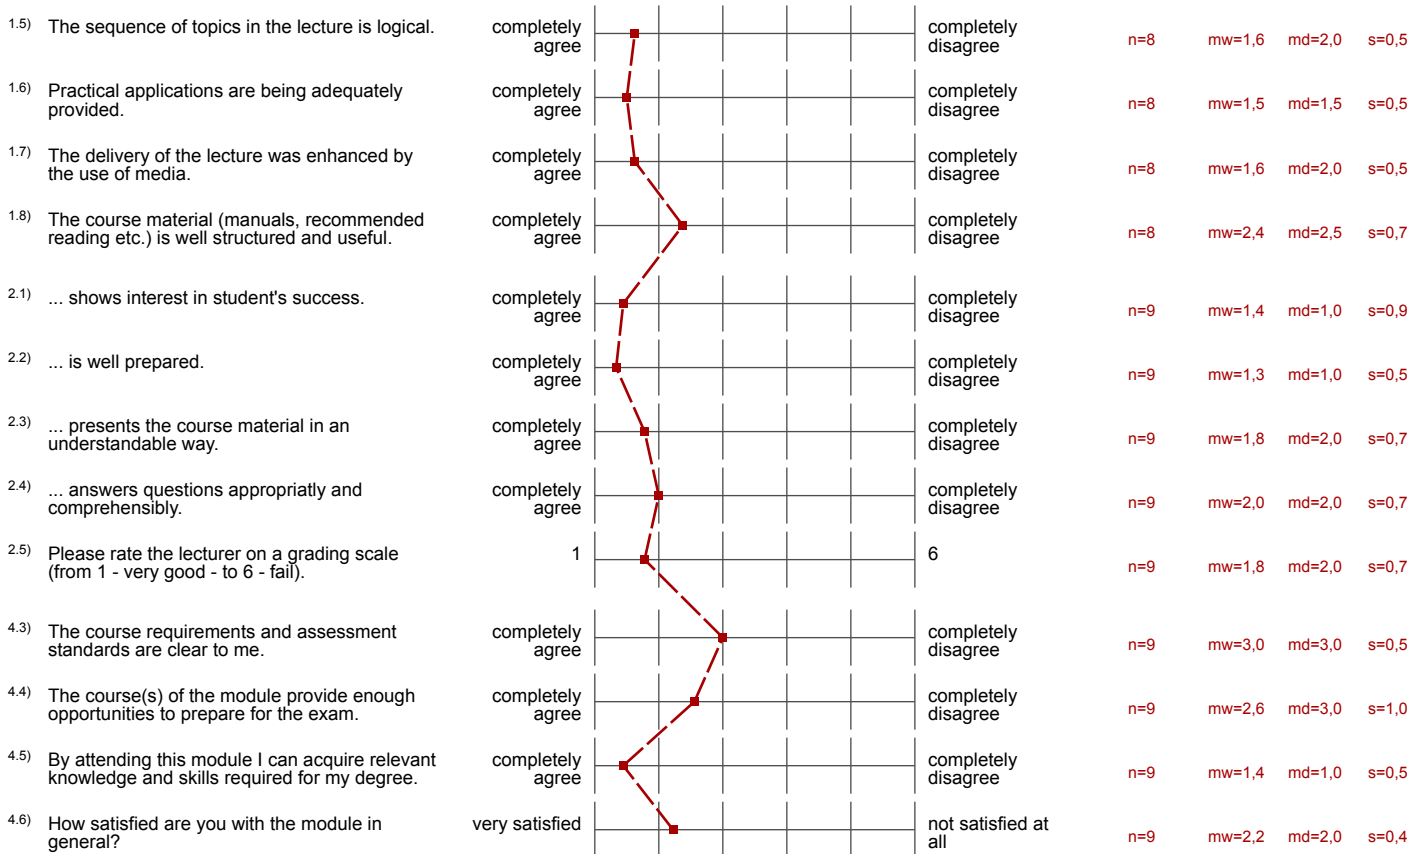 1.5) The sequence of topics in the lecture is logical. completely agree completely disagree n=8 mw=1,6 md=2,0 s=0,5
1.6) Practical applications are being adequately
provided. completely agree completely disagree n=8 mw=1,5 md=1,5 s=0,5
1.7) The delivery of the lecture was enhanced by
the use of media. completely agree completely disagree n=8 mw=1,6 md=2,0 s=0,5
1.8) The course material (manuals, recommended
reading etc.) is well structured and useful. completely agree completely disagree n=8 mw=2,4 md=2,5 s=0,7
2.1) ... shows interest in student's success. completely agree completely disagree n=9 mw=1,4 md=1,0 s=0,9
2.2) ... is well prepared. completely agree completely disagree n=9 mw=1,3 md=1,0 s=0,5
2.3) ... presents the course material in an
understandable way. completely agree completely disagree n=9 mw=1,8 md=2,0 s=0,7
2.4) ... answers questions appropriatly and
comprehensibly. completely agree completely disagree n=9 mw=2,0 md=2,0 s=0,7
2.5) Please rate the lecturer on a grading scale
(from 1 - very good - to 6 - fail). 1 6 n=9 mw=1,8 md=2,0 s=0,7
4.3) The course requirements and assessment
standards are clear to me. completely agree completely disagree n=9 mw=3,0 md=3,0 s=0,5
4.4) The course(s) of the module provide enough
opportunities to prepare for the exam. completely agree completely disagree n=9 mw=2,6 md=3,0 s=1,0
4.5) By attending this module I can acquire relevant
knowledge and skills required for my degree. completely agree completely disagree n=9 mw=1,4 md=1,0 s=0,5
4.6) How satisfied are you with the module in
general? very satisfied not satisfied at all n=9 mw=2,2 md=2,0 s=0,4